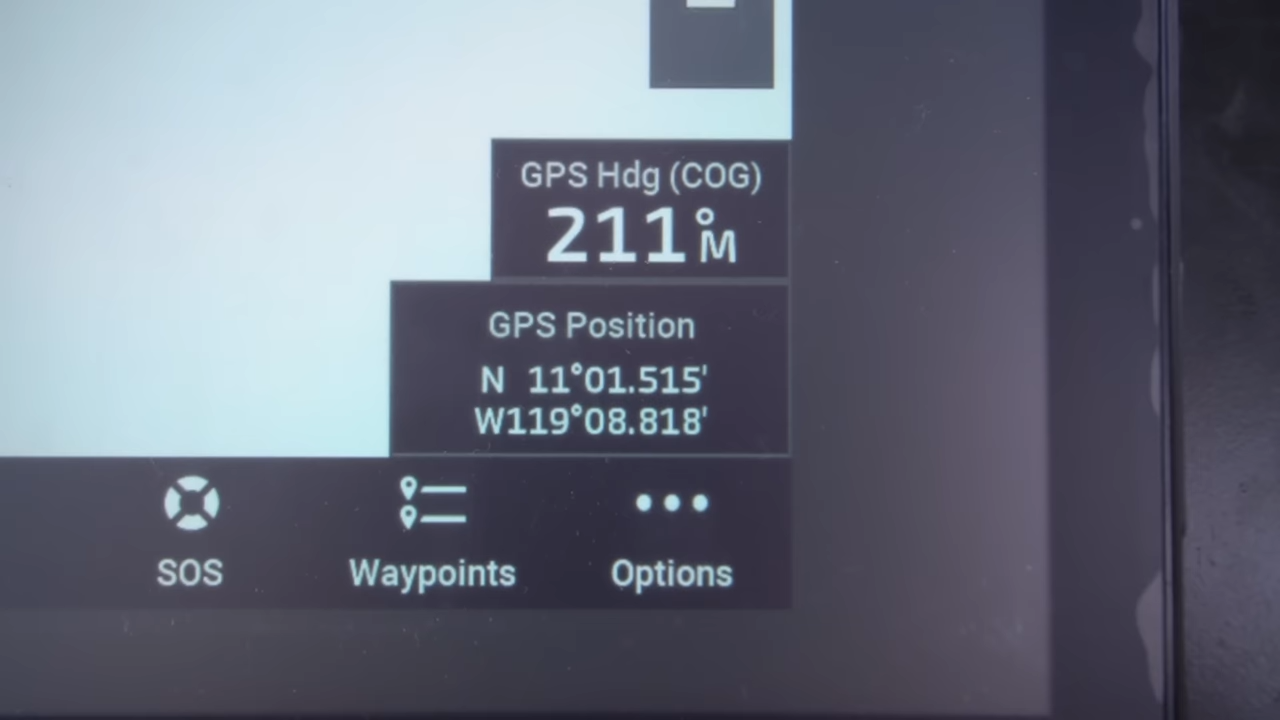 GPS Hdg (COG)
211°M
GPS Position
N 11°01.515'
W119°08.818'
SOS
Waypoints
Options